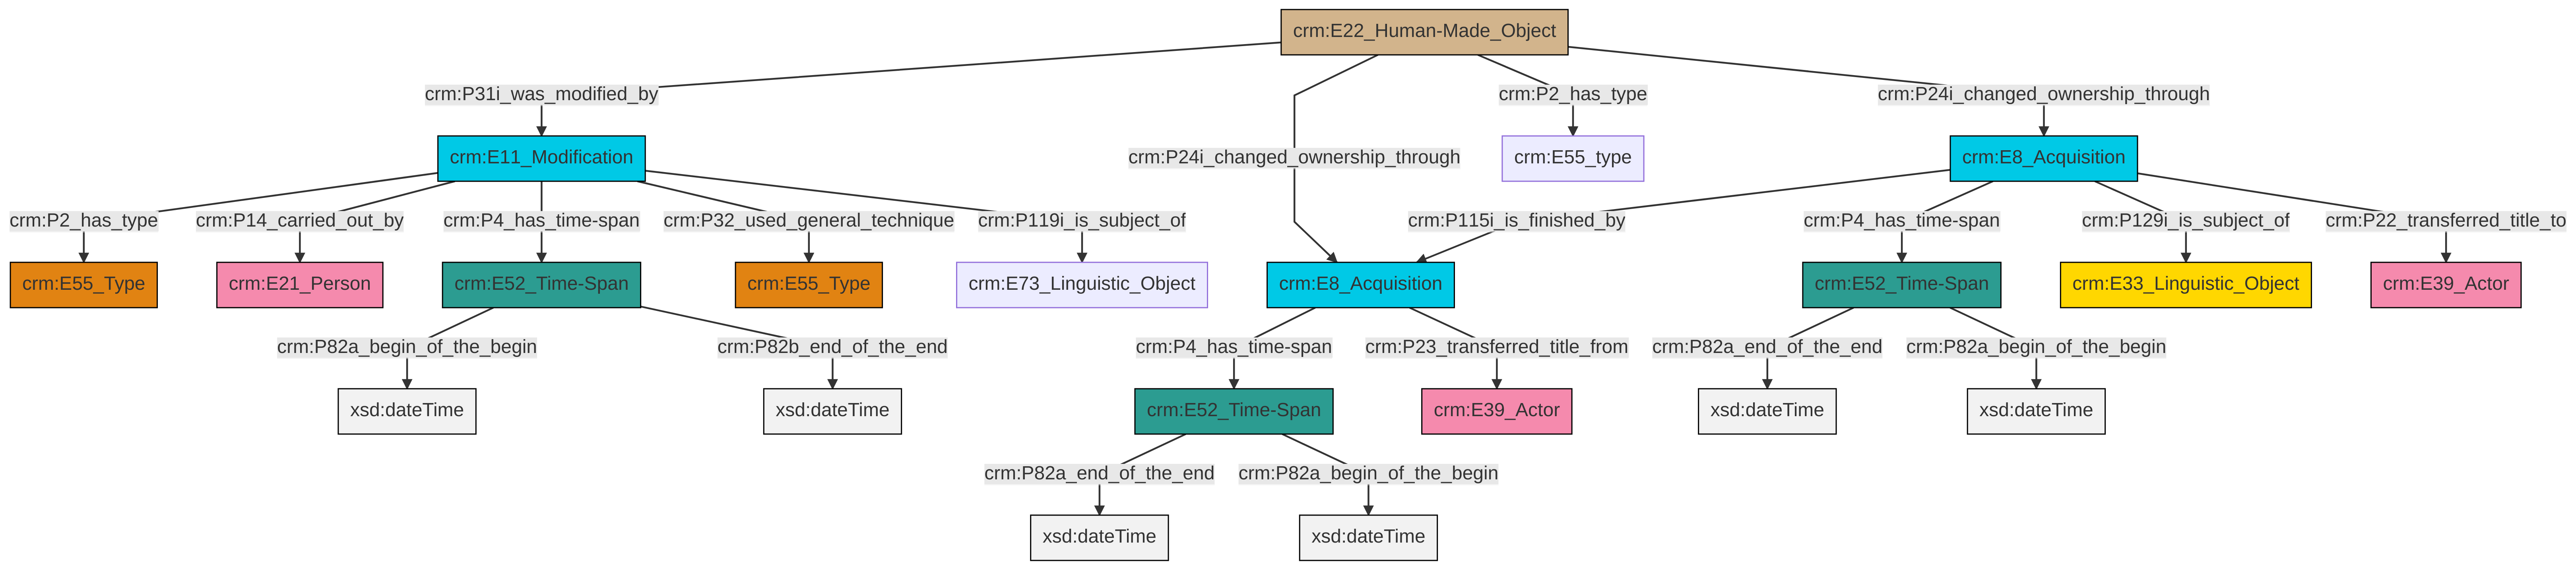 crm:E22_Human-Made_Object
crm:P31i_was_modified_by
crm:P2_has_type
crm:P24i_changed_ownership_through
crm:E11_Modification
crm:P24i_changed_ownership_through
crm:E55_type
crm:E8_Acquisition
crm:P2_has_type
crm:P14_carried_out_by
crm:P4_has_time-span
crm:P32_used_general_technique
crm:P119i_is_subject_of
crm:P115i_is_finished_by
crm:P4_has_time-span
crm:P129i_is_subject_of
crm:P22_transferred_title_to
crm:E55_Type
crm:E21_Person
crm:E52_Time-Span
crm:E55_Type
crm:E73_Linguistic_Object
crm:E8_Acquisition
crm:E52_Time-Span
crm:E33_Linguistic_Object
crm:E39_Actor
crm:P82a_begin_of_the_begin
crm:P82b_end_of_the_end
crm:P4_has_time-span
crm:P23_transferred_title_from
crm:P82a_end_of_the_end
crm:P82a_begin_of_the_begin
xsd:dateTime
xsd:dateTime
crm:E52_Time-Span
crm:E39_Actor
xsd:dateTime
xsd:dateTime
crm:P82a_end_of_the_end
crm:P82a_begin_of_the_begin
xsd:dateTime
xsd:dateTime